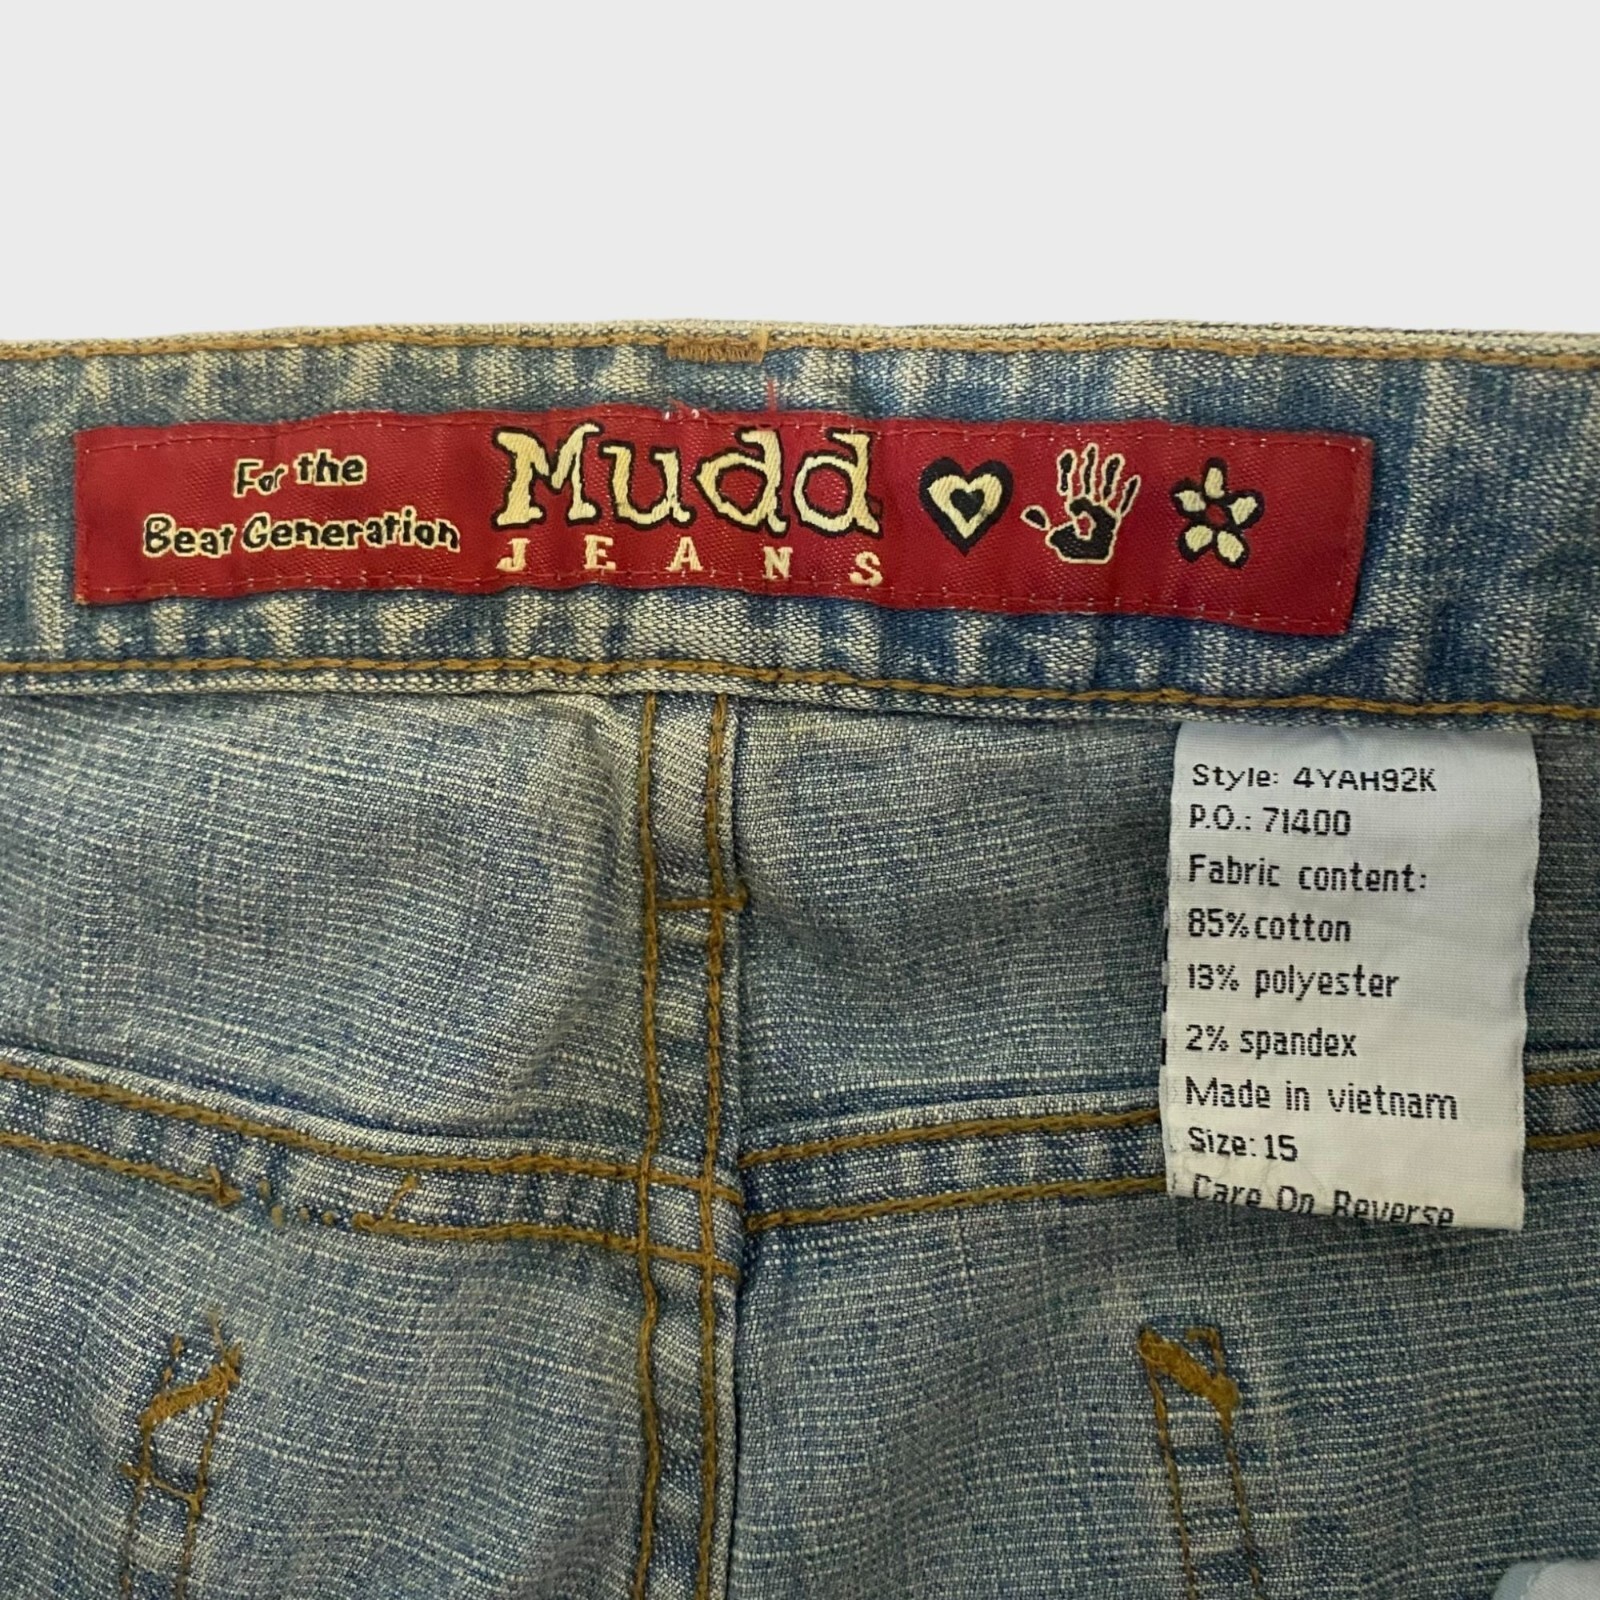 For the
Beat Generation
Mudd
JEANS
Style: 4YAH92K
P.O.: 71400
Fabric content:
85% cotton
13% polyester
2% spandex
Made in vietnam
Size: 15
Care On Reverse